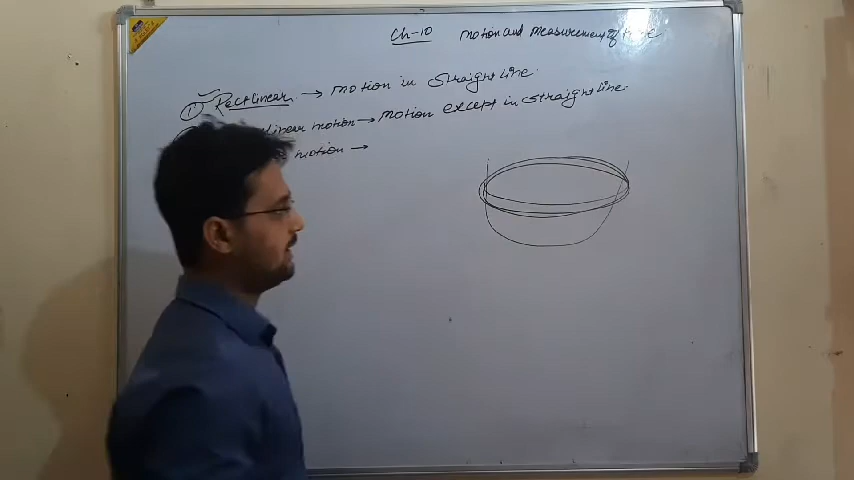 Ch-10 motion and measurement of
① Rectilinear → motion in straight line.
linear motion → motion except in straight line.
motion →